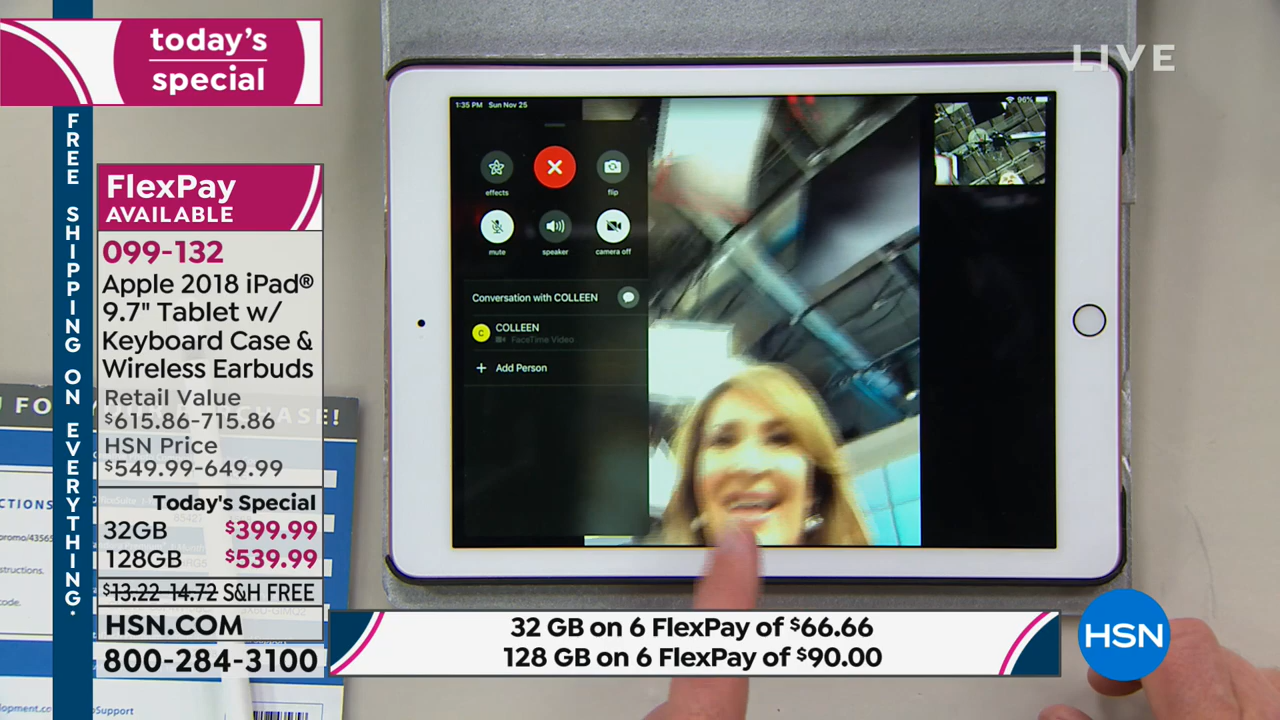 today's
special
LIVE
FREE SHIPPING ON EVERYTHING.
FlexPay
AVAILABLE
099-132
Apple 2018 iPad®
9.7" Tablet w/
Keyboard Case &
Wireless Earbuds
Retail Value
$615.86-715.86
HSN Price
$549.99-649.99
Today's Special
32GB $399.99
128GB $539.99
$13.22-14.72 S&H FREE
HSN.COM
800-284-3100
1:35 PM Sun Nov 25
96%
effects
flip
mute
speaker
camera off
Conversation with COLLEEN
C
COLLEEN
FaceTime Video
+ Add Person
32 GB on 6 FlexPay of $66.66
128 GB on 6 FlexPay of $90.00
HSN